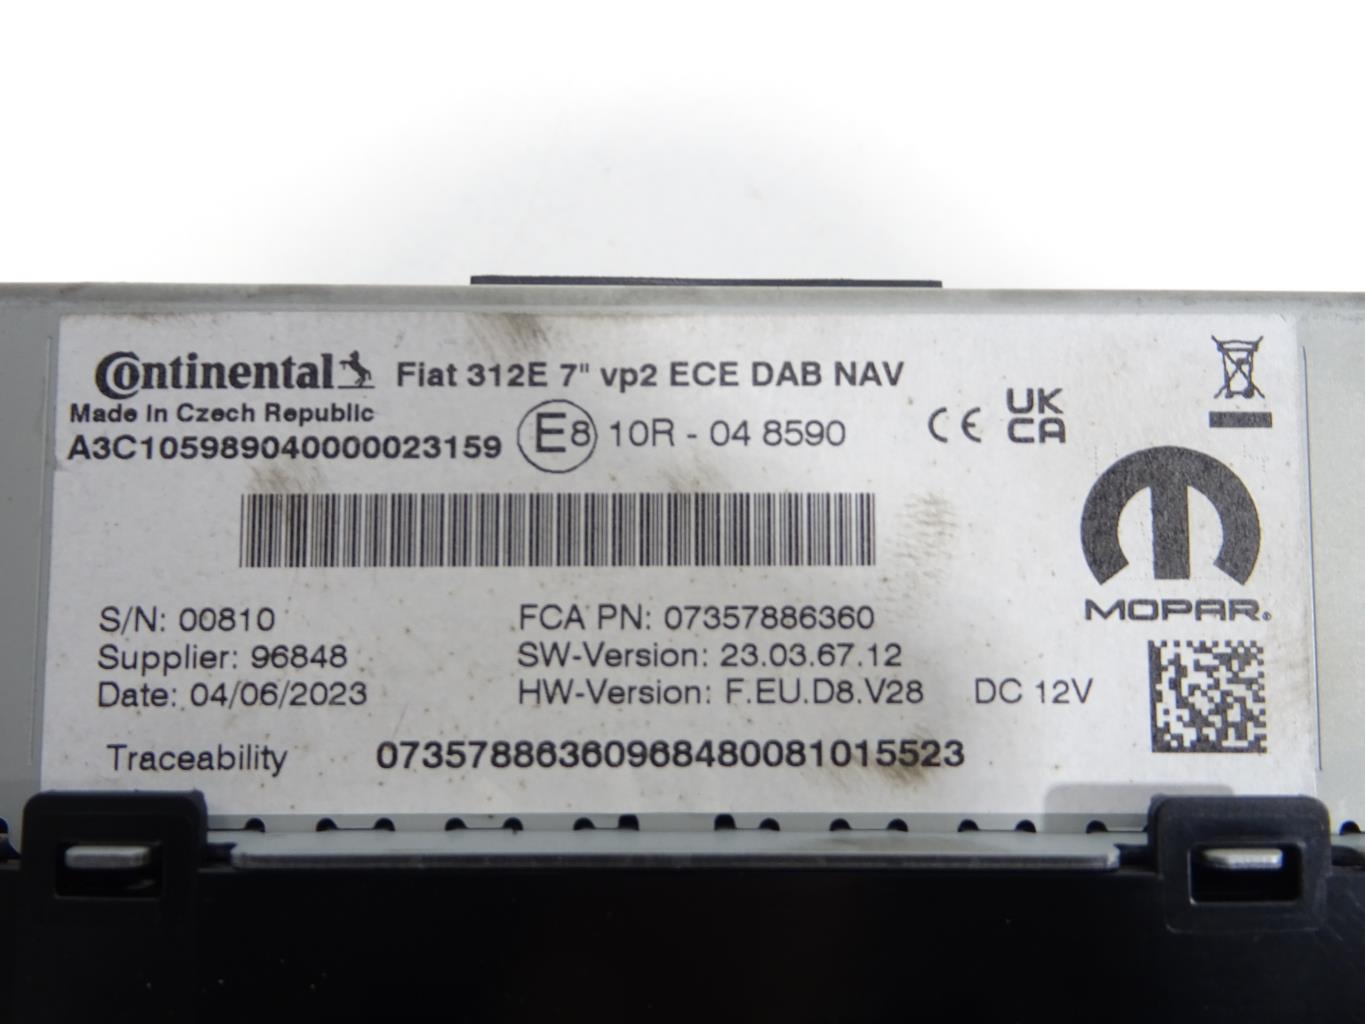 Continental Fiat 312E 7" vp2 ECE DAB NAV
Made in Czech Republic
A3C105989040000023159 E8 10R - 04 8590 CE UK CA
MOPAR®
S/N: 00810 FCA PN: 07357886360
Supplier: 96848 SW-Version: 23.03.67.12
Date: 04/06/2023 HW-Version: F.EU.D8.V28 DC 12V
Traceability 07357886360968480081015523